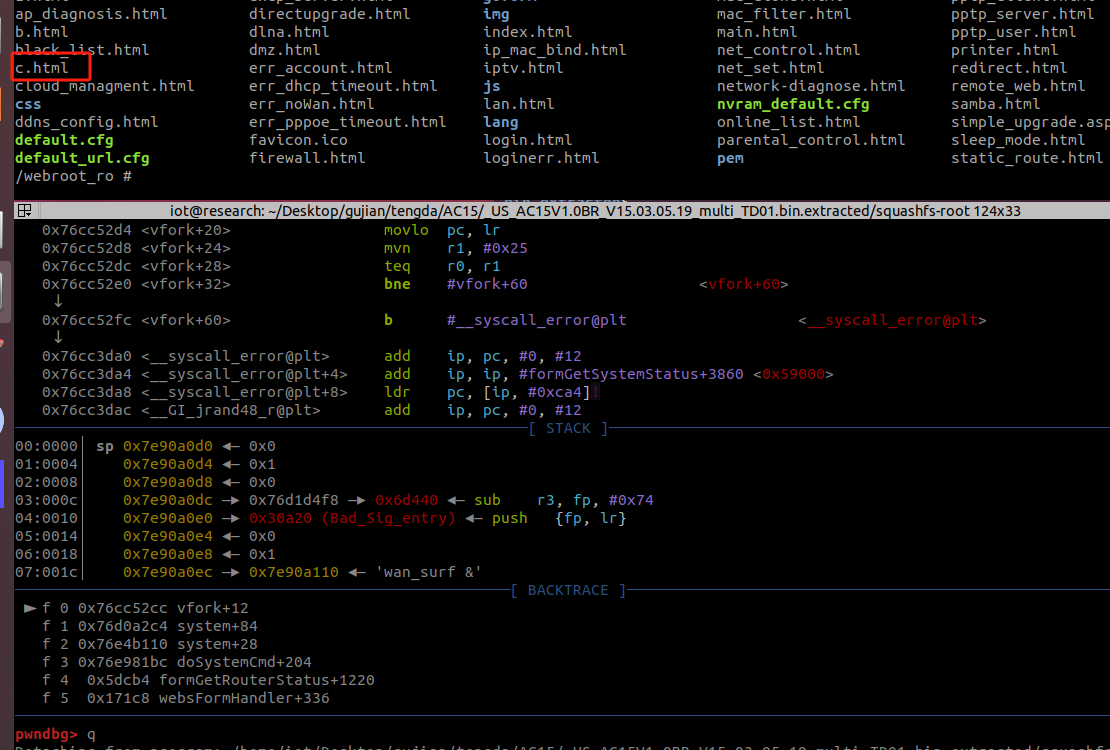 ap_diagnosis.html directupgrade.html img mac_filter.html pptp_server.html
b.html dlna.html index.html main.html pptp_user.html
black_list.html dmz.html ip_mac_bind.html net_control.html printer.html
c.html err_account.html iptv.html net_set.html redirect.html
cloud_managment.html err_dhcp_timeout.html js network-diagnose.html remote_web.html
css err_noWan.html lan.html nvram_default.cfg samba.html
ddns_config.html err_pppoe_timeout.html lang online_list.html simple_upgrade.asp
default.cfg favicon.ico login.html parental_control.html sleep_mode.html
default_url.cfg firewall.html loginerr.html pem static_route.html
/webroot_ro #
iot@research: ~/Desktop/gujian/tengda/AC15/_US_AC15V1.0BR_V15.03.05.19_multi_TD01.bin.extracted/squashfs-root 124x33
0x76cc52d4 <vfork+20> movlo pc, lr
0x76cc52d8 <vfork+24> mvn r1, #0x25
0x76cc52dc <vfork+28> teq r0, r1
0x76cc52e0 <vfork+32> bne #vfork+60 <vfork+60>
↓
0x76cc52fc <vfork+60> b #__syscall_error@plt <__syscall_error@plt>
↓
0x76cc3da0 <__syscall_error@plt> add ip, pc, #0, #12
0x76cc3da4 <__syscall_error@plt+4> add ip, ip, #formGetSystemStatus+3860 <0x59000>
0x76cc3da8 <__syscall_error@plt+8> ldr pc, [ip, #0xca4]!
0x76cc3dac <__GI_jrand48_r@plt> add ip, pc, #0, #12
[ STACK ]
00:0000│ sp 0x7e90a0d0 ◂— 0x0
01:0004│ 0x7e90a0d4 ◂— 0x1
02:0008│ 0x7e90a0d8 ◂— 0x0
03:000c│ 0x7e90a0dc —▸ 0x76d1d4f8 —▸ 0x6d440 ◂— sub r3, fp, #0x74
04:0010│ 0x7e90a0e0 —▸ 0x30a20 (Bad_Sig_entry) ◂— push {fp, lr}
05:0014│ 0x7e90a0e4 ◂— 0x0
06:0018│ 0x7e90a0e8 ◂— 0x1
07:001c│ 0x7e90a0ec —▸ 0x7e90a110 ◂— 'wan_surf &'
[ BACKTRACE ]
► f 0 0x76cc52cc vfork+12
f 1 0x76d0a2c4 system+84
f 2 0x76e4b110 system+28
f 3 0x76e981bc doSystemCmd+204
f 4 0x5dcb4 formGetRouterStatus+1220
f 5 0x171c8 websFormHandler+336
pwndbg> q